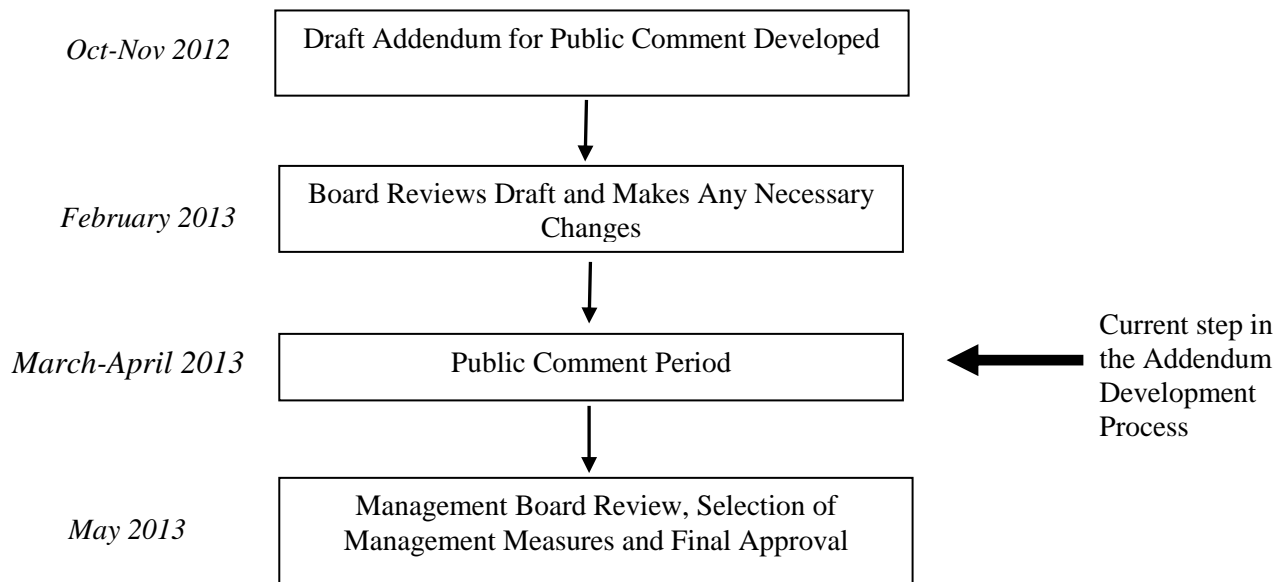 Oct-Nov 2012
Draft Addendum for Public Comment Developed
February 2013
Board Reviews Draft and Makes Any Necessary
Changes
March-April 2013
Public Comment Period
Current step in
the Addendum
Development
Process
May 2013
Management Board Review, Selection of
Management Measures and Final Approval